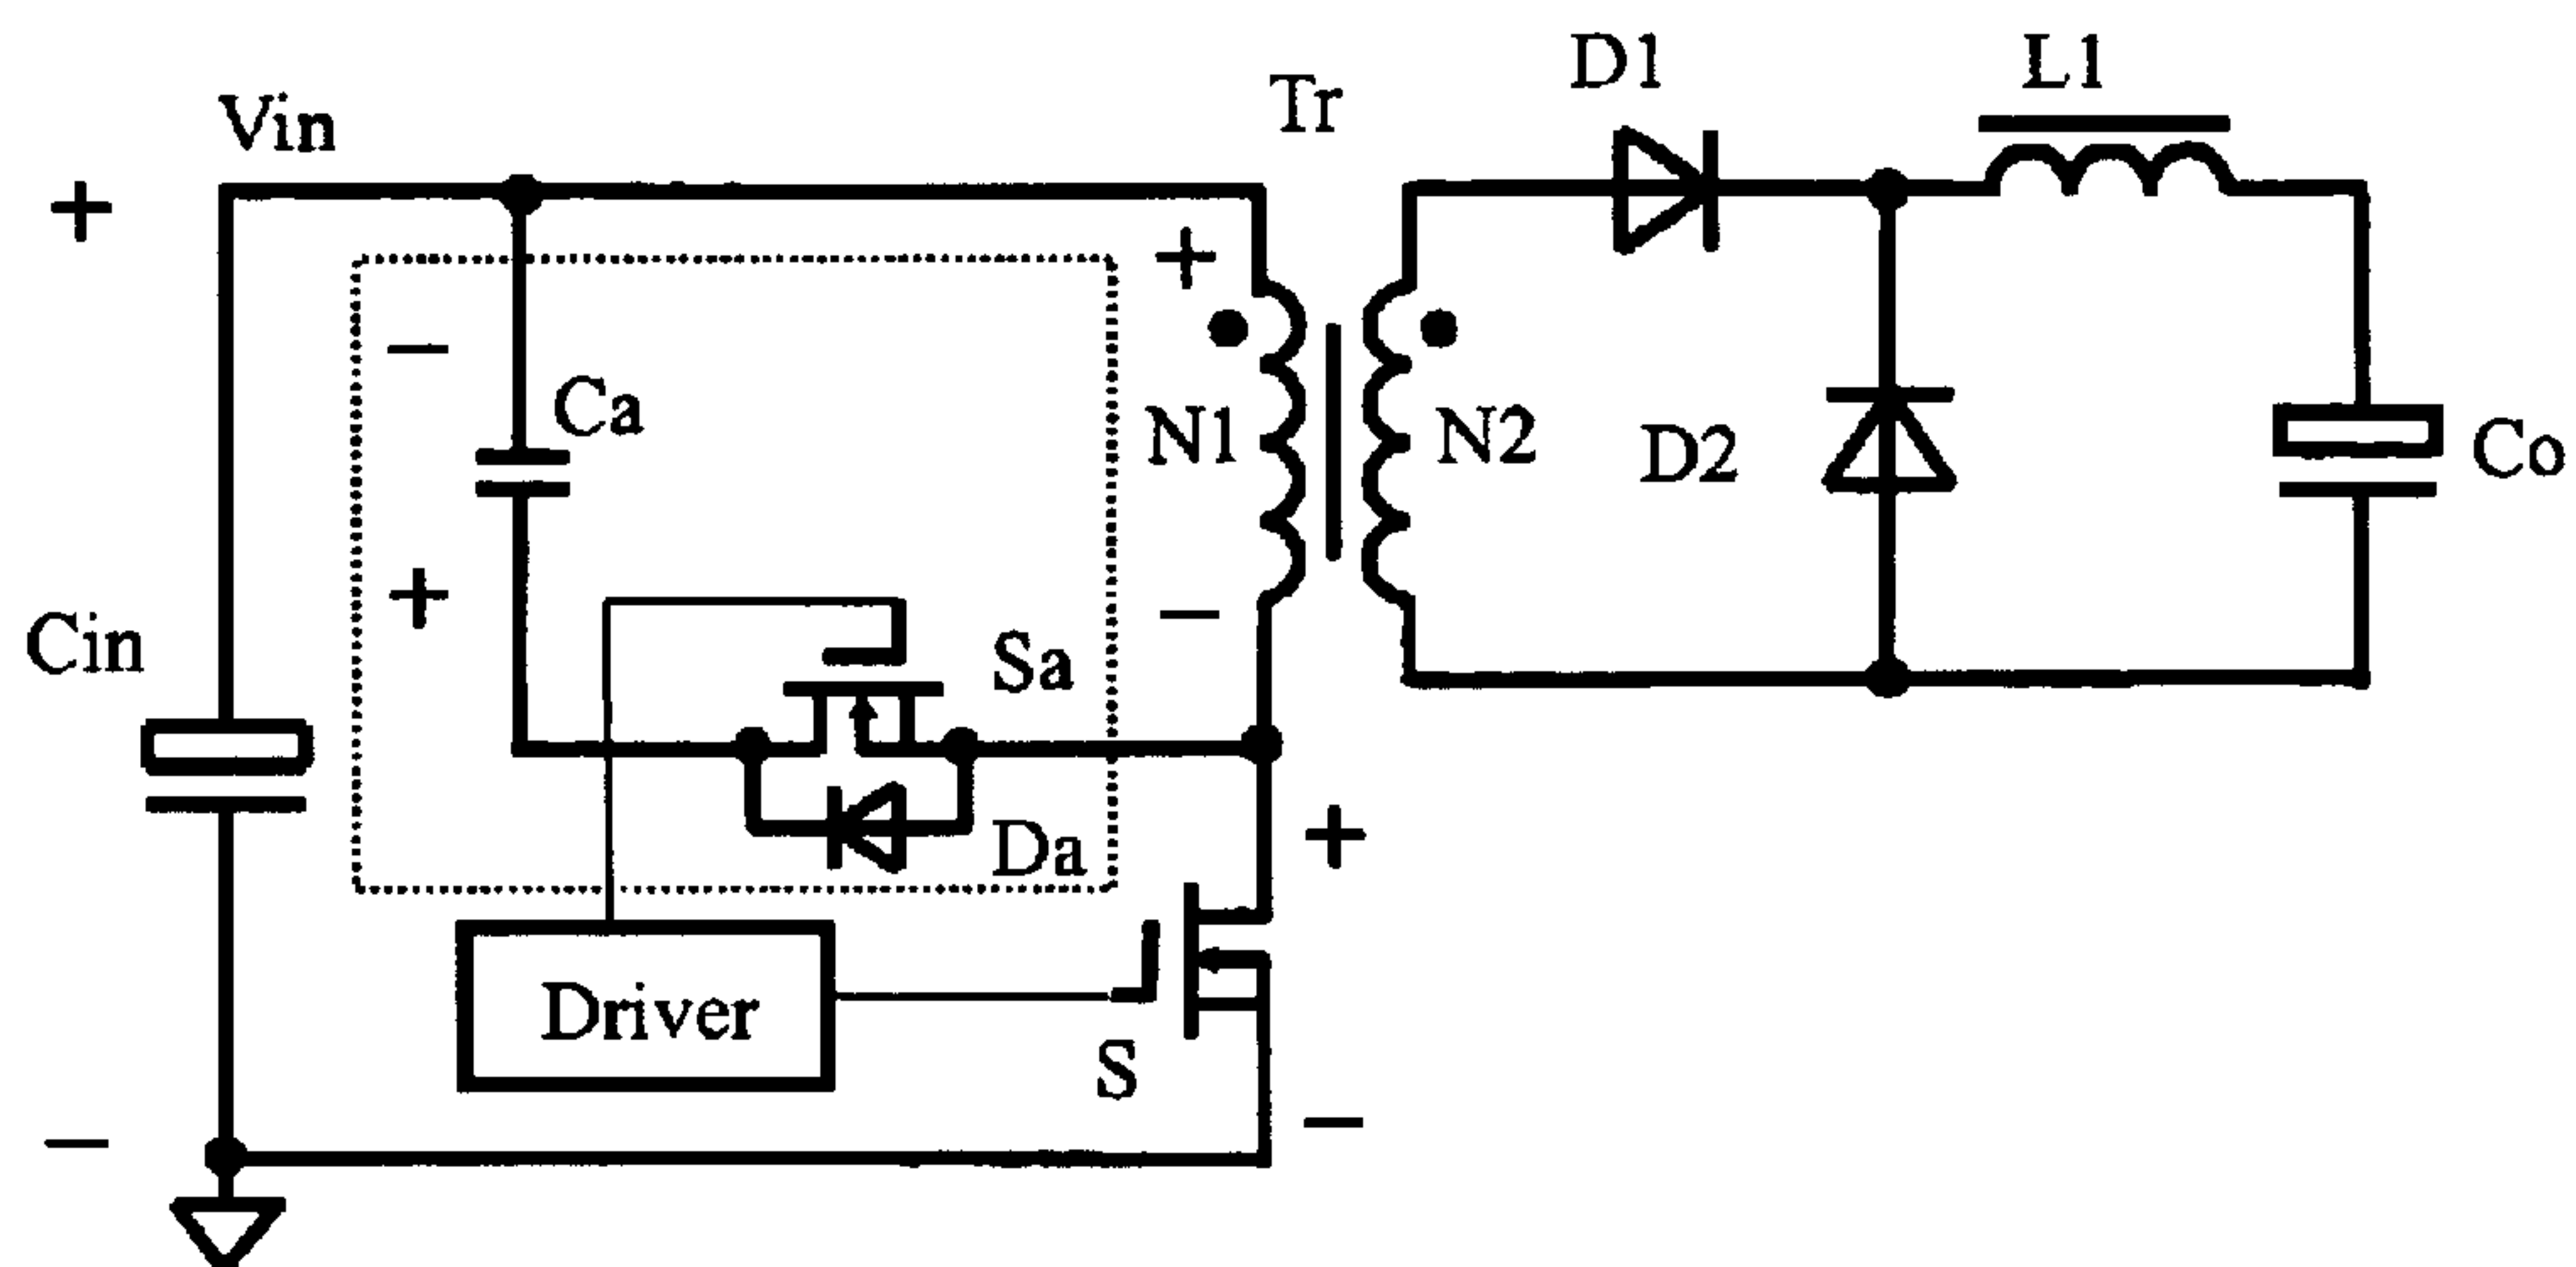 Vin
Tr
D1
L1
+
+
−
Ca
N1
N2
D2
Co
+
Cin
Sa
−
Da
+
Driver
S
−
−